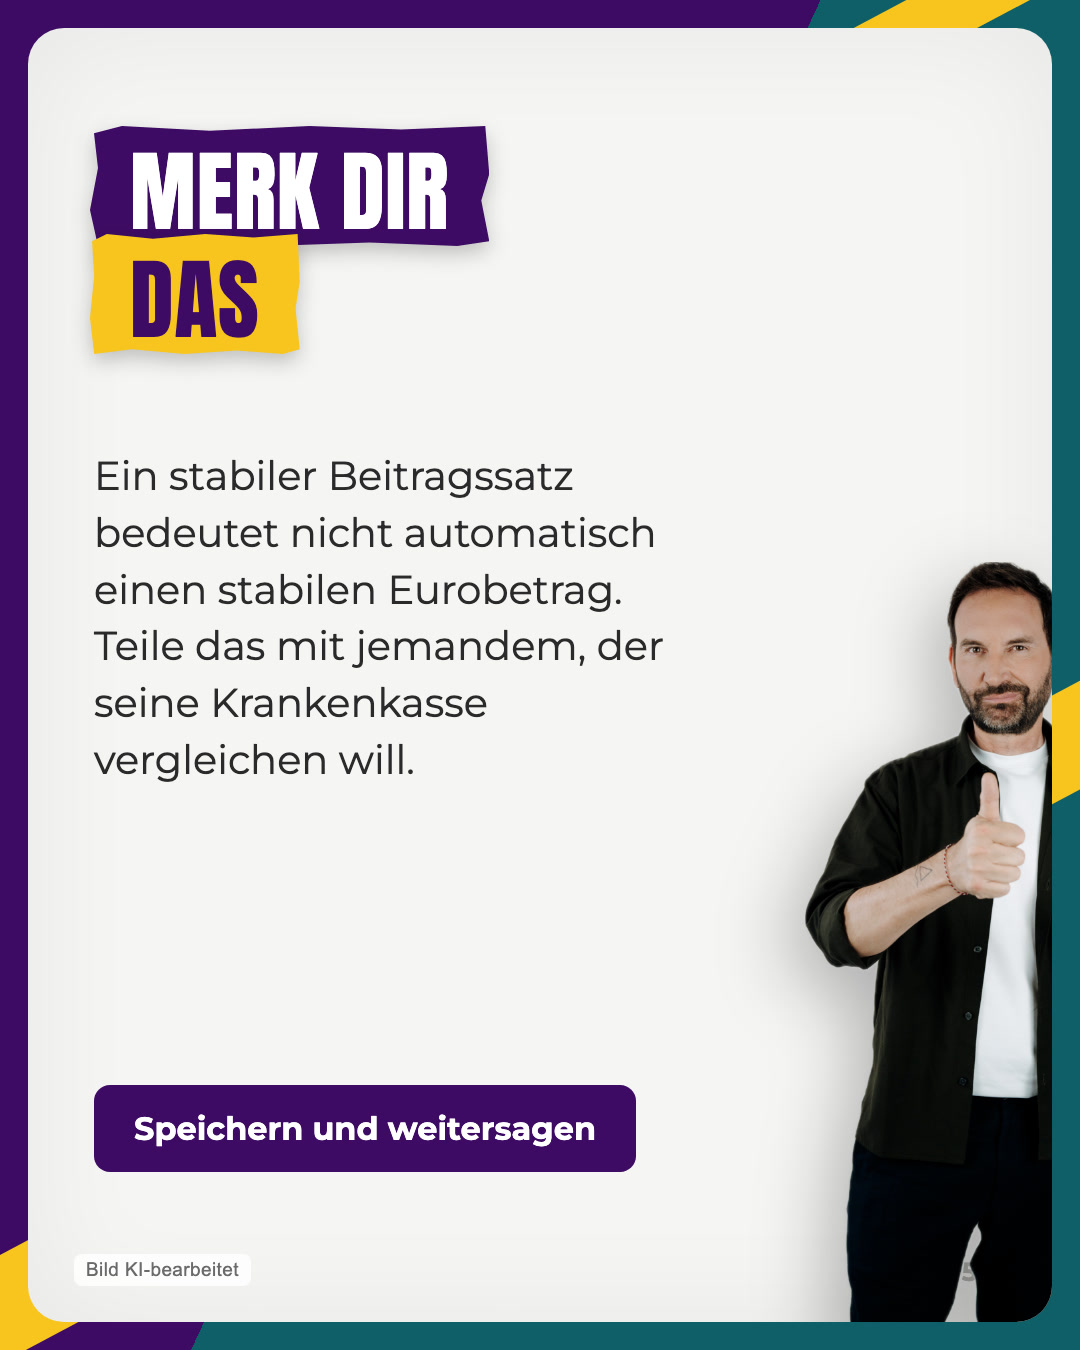 MERK DIR
DAS
Ein stabiler Beitragssatz
bedeutet nicht automatisch
einen stabilen Eurobetrag.
Teile das mit jemandem, der
seine Krankenkasse
vergleichen will.
Speichern und weitersagen
Bild KI-bearbeitet